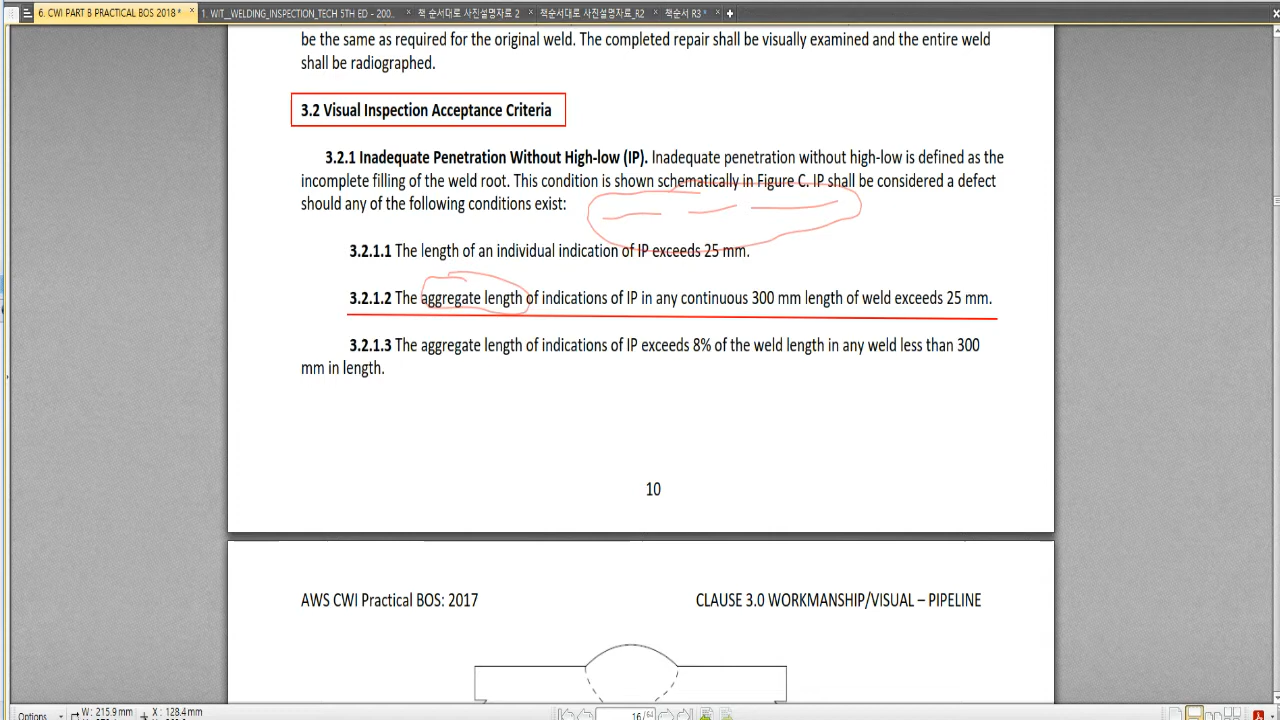 6. CWI PART B PRACTICAL BOS 2018 * × 1. WIT_WELDING_INSPECTION_TECH 5TH ED - 200... × 책 순서대로 사진설명자료 2 × 책순서대로 사진설명자료_R2 × 책순서 R3 * × +
be the same as required for the original weld. The completed repair shall be visually examined and the entire weld
shall be radiographed.
3.2 Visual Inspection Acceptance Criteria
3.2.1 Inadequate Penetration Without High-low (IP). Inadequate penetration without high-low is defined as the
incomplete filling of the weld root. This condition is shown schematically in Figure C. IP shall be considered a defect
should any of the following conditions exist:
3.2.1.1 The length of an individual indication of IP exceeds 25 mm.
3.2.1.2 The aggregate length of indications of IP in any continuous 300 mm length of weld exceeds 25 mm.
3.2.1.3 The aggregate length of indications of IP exceeds 8% of the weld length in any weld less than 300
mm in length.
10
AWS CWI Practical BOS: 2017 CLAUSE 3.0 WORKMANSHIP/VISUAL – PIPELINE
Options W: 215.9 mm X: 128.4 mm 16